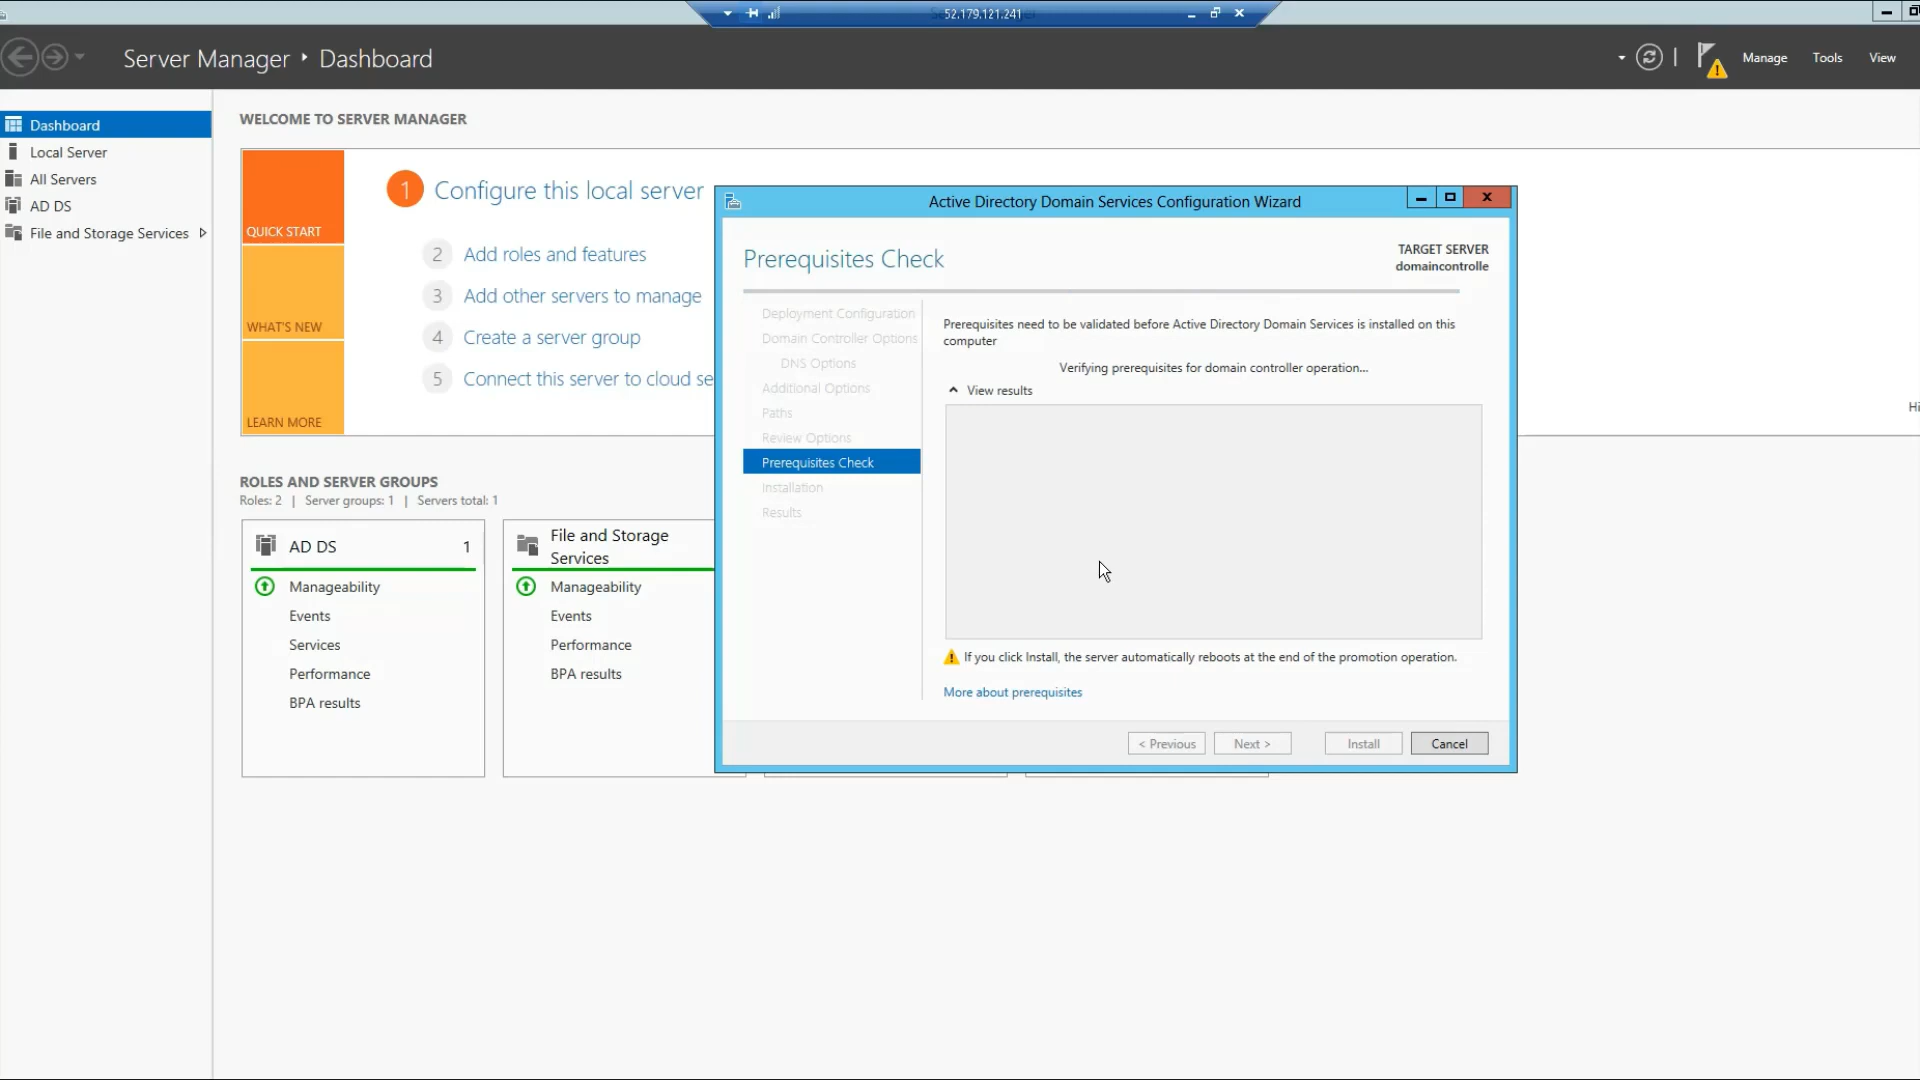 52.179.121.241
Server Manager ‣ Dashboard
Manage
Tools
View
Dashboard
Local Server
All Servers
AD DS
File and Storage Services
WELCOME TO SERVER MANAGER
QUICK START
WHAT'S NEW
LEARN MORE
1 Configure this local server
2 Add roles and features
3 Add other servers to manage
4 Create a server group
5 Connect this server to cloud se
Hi
ROLES AND SERVER GROUPS
Roles: 2 | Server groups: 1 | Servers total: 1
AD DS 1
Manageability
Events
Services
Performance
BPA results
File and Storage
Services
Manageability
Events
Performance
BPA results
Active Directory Domain Services Configuration Wizard
Prerequisites Check
TARGET SERVER
domaincontrolle
Deployment Configuration
Domain Controller Options
DNS Options
Additional Options
Paths
Review Options
Prerequisites Check
Installation
Results
Prerequisites need to be validated before Active Directory Domain Services is installed on this
computer
Verifying prerequisites for domain controller operation...
View results
If you click Install, the server automatically reboots at the end of the promotion operation.
More about prerequisites
< Previous
Next >
Install
Cancel